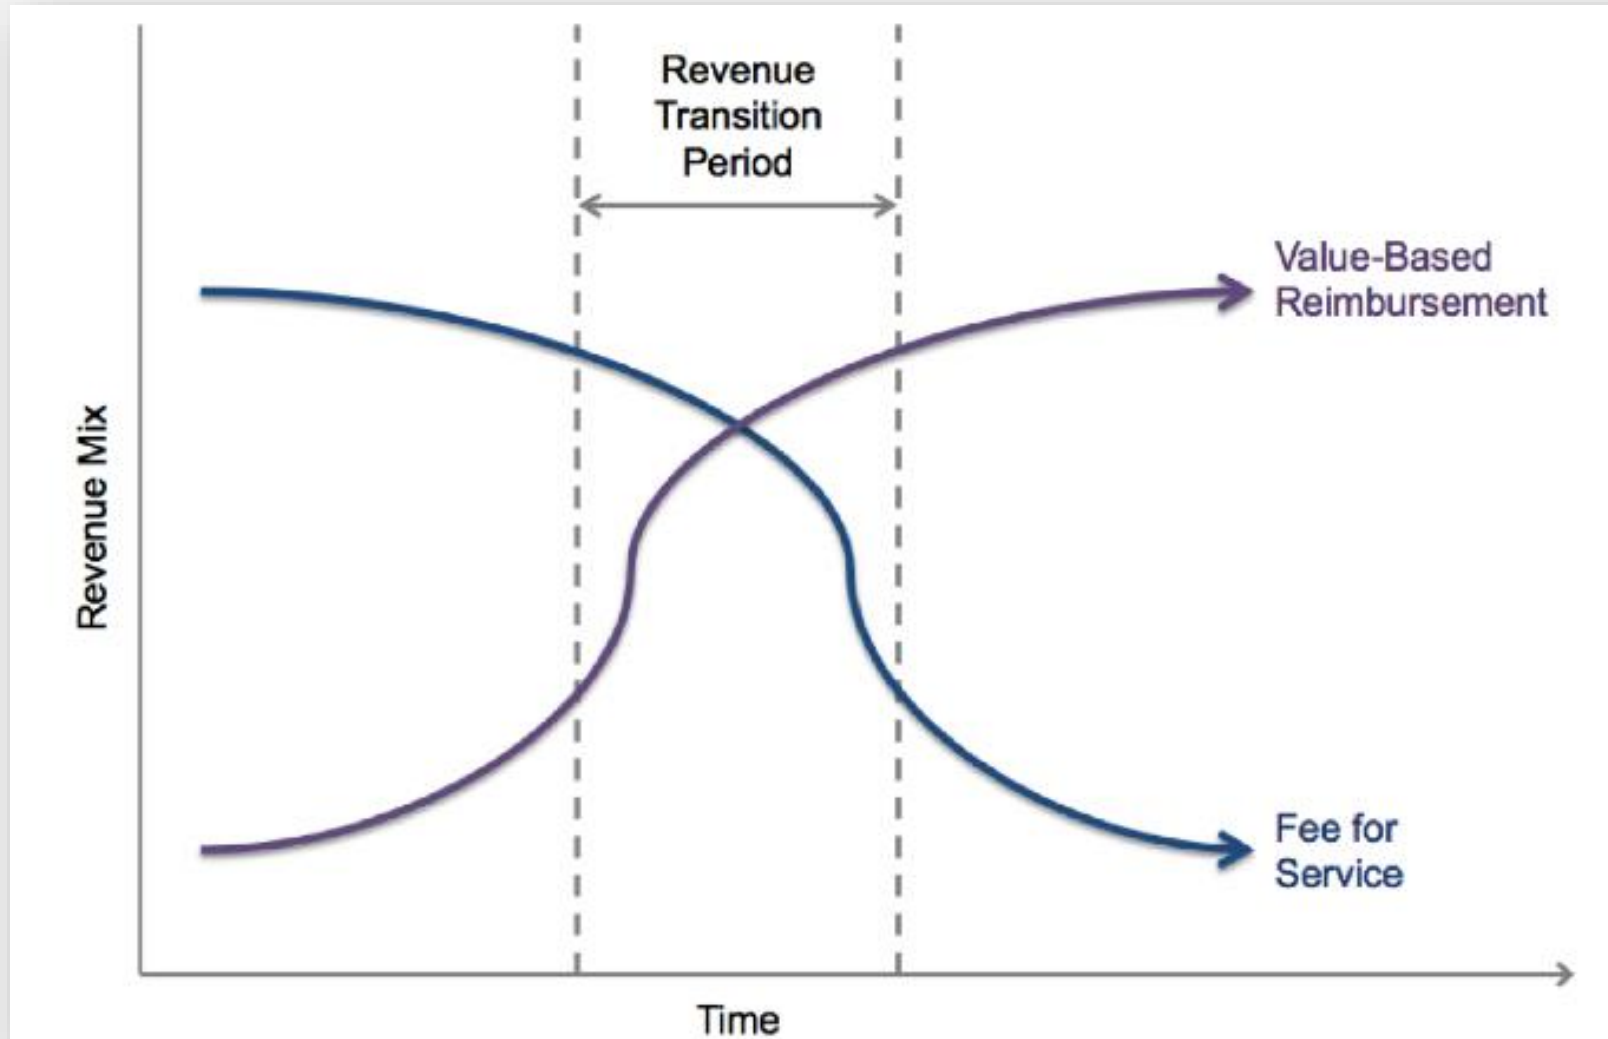 Revenue
Transition
Period
Value-Based
Reimbursement
Revenue Mix
Fee for
Service
Time